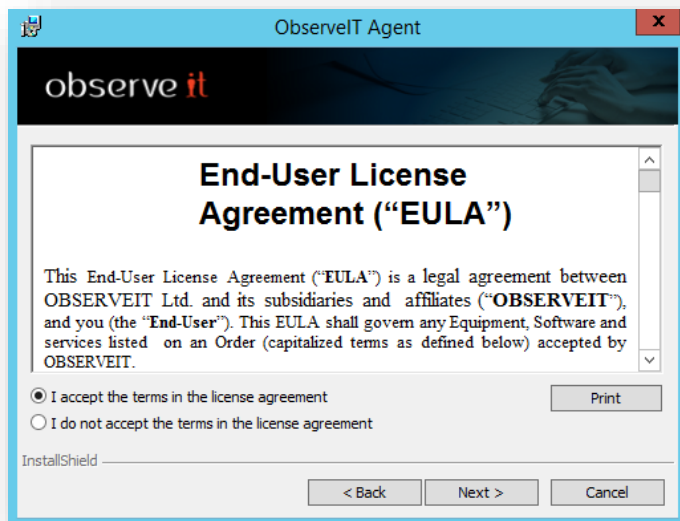 ObserveIT Agent
x
observe it
End-User License
Agreement (“EULA”)
This End-User License Agreement (“EULA”) is a legal agreement between
OBSERVEIT Ltd. and its subsidiaries and affiliates (“OBSERVEIT”),
and you (the “End-User”). This EULA shall govern any Equipment, Software and
services listed on an Order (capitalized terms as defined below) accepted by
OBSERVEIT.
I accept the terms in the license agreement
Print
I do not accept the terms in the license agreement
InstallShield
< Back Next > Cancel